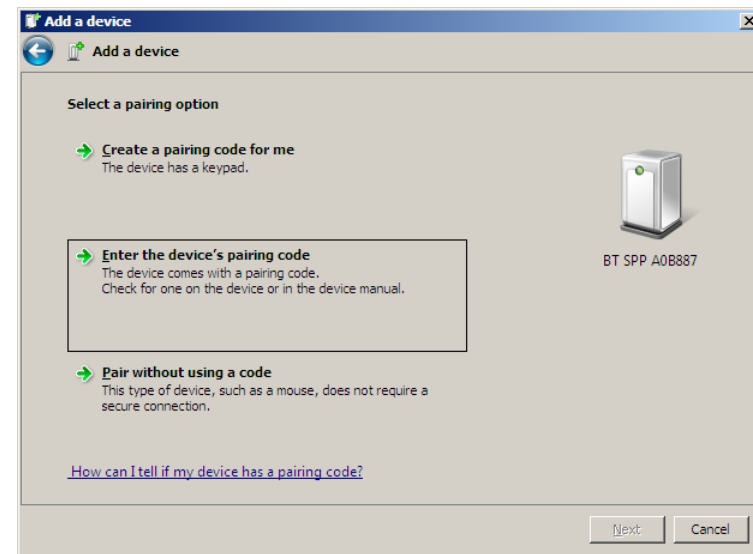 Add a device
Add a device
Select a pairing option
Create a pairing code for me
The device has a keypad.
Enter the device's pairing code
The device comes with a pairing code.
Check for one on the device or in the device manual.
BT SPP A0B887
Pair without using a code
This type of device, such as a mouse, does not require a
secure connection.
How can I tell if my device has a pairing code?
Next
Cancel